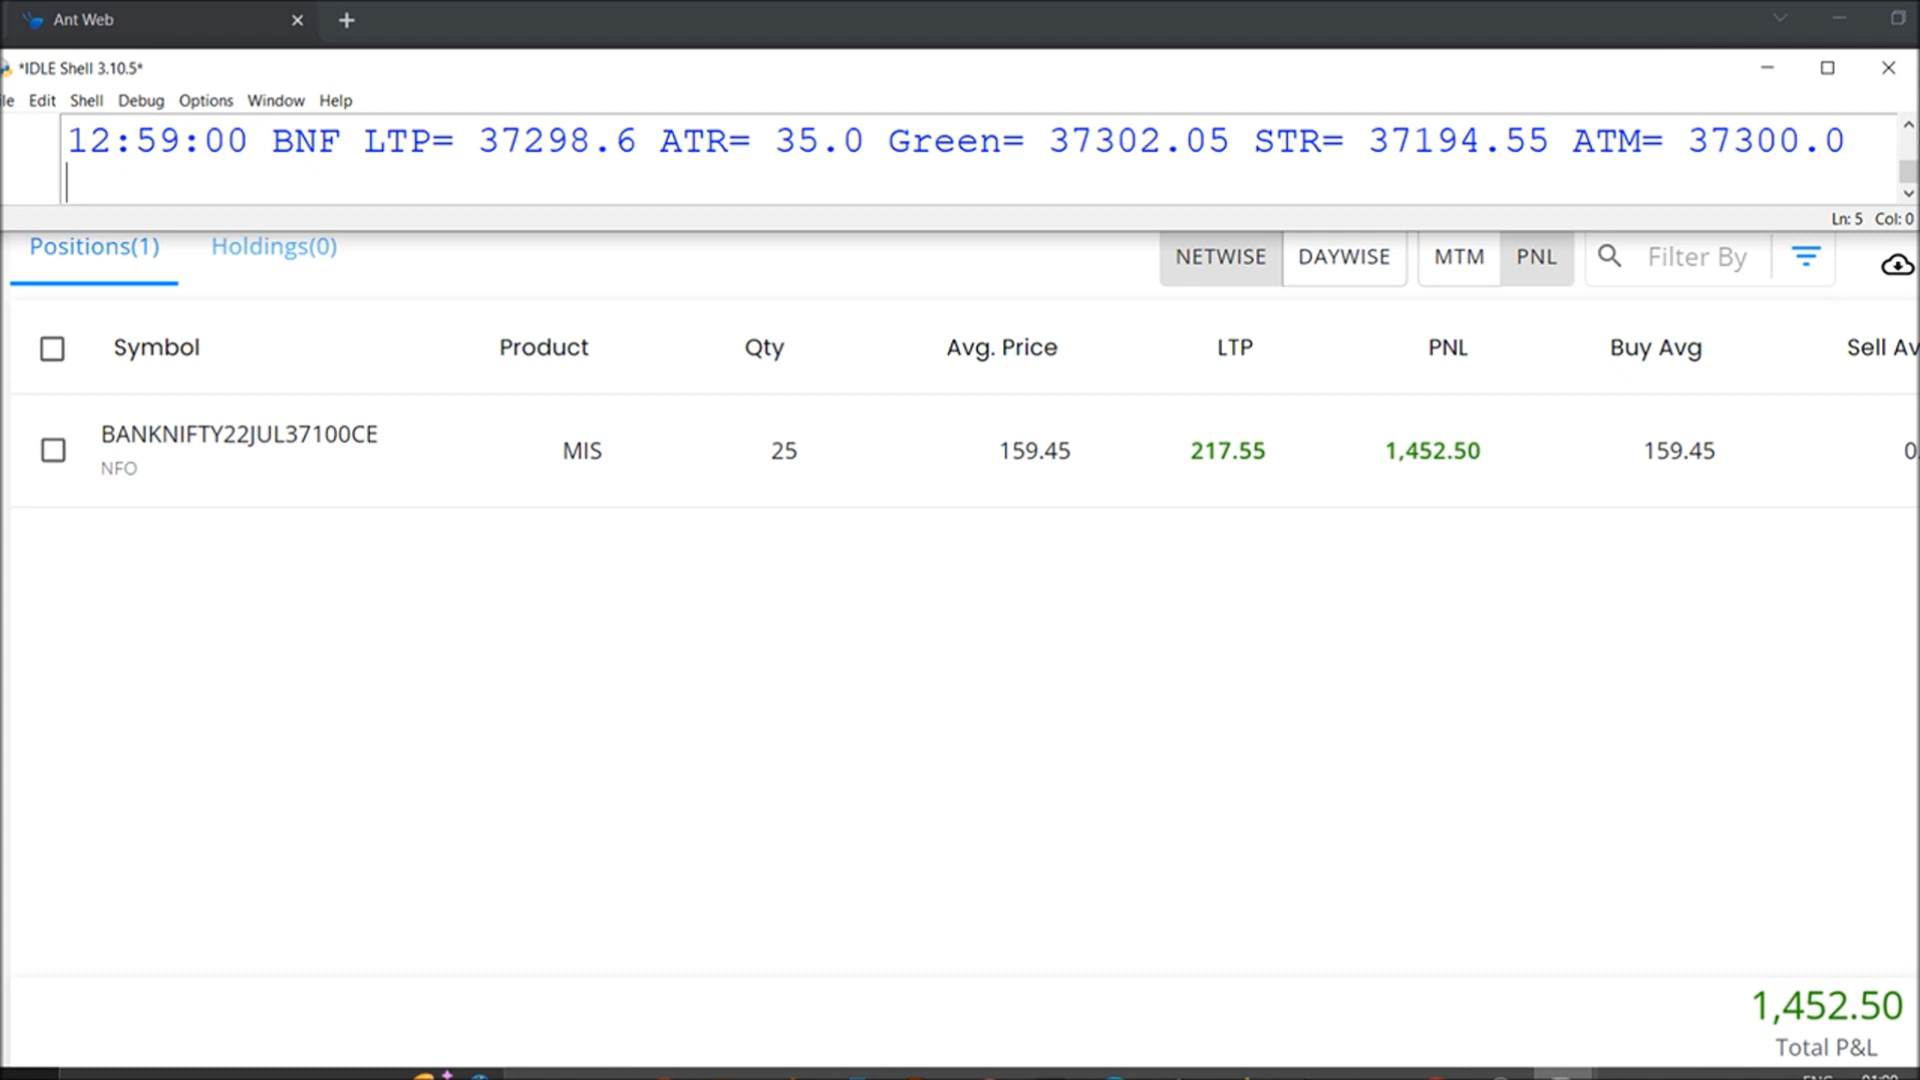 Ant Web
*IDLE Shell 3.10.5*
le Edit Shell Debug Options Window Help
12:59:00 BNF LTP= 37298.6 ATR= 35.0 Green= 37302.05 STR= 37194.55 ATM= 37300.0
Ln: 5 Col: 0
Positions(1) Holdings(0) NETWISE DAYWISE MTM PNL Filter By
Symbol Product Qty Avg. Price LTP PNL Buy Avg Sell Av
BANKNIFTY22JUL37100CE
NFO
MIS 25 159.45 217.55 1,452.50 159.45 0.
1,452.50
Total P&L